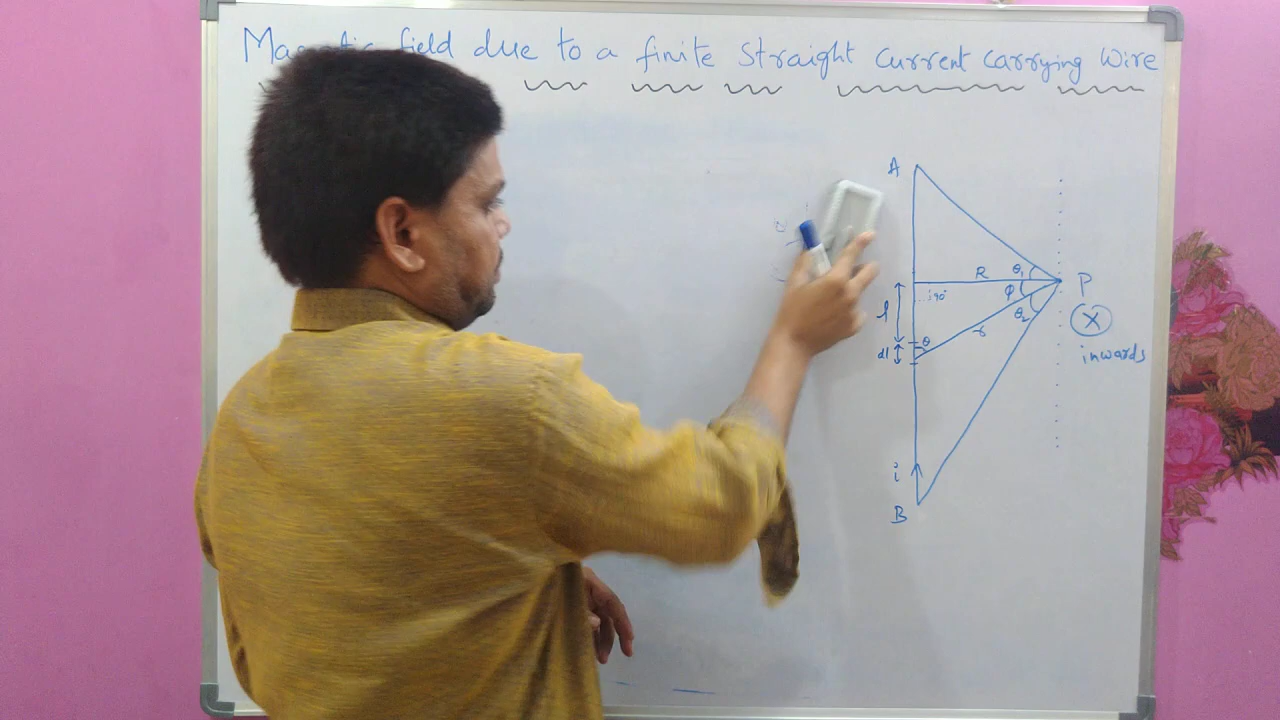 Magnetic field due to a finite straight current carrying wire
A
R
θ₁
P
90°
φ
l
θ₂
X
θ
r
dl
inwards
i
B